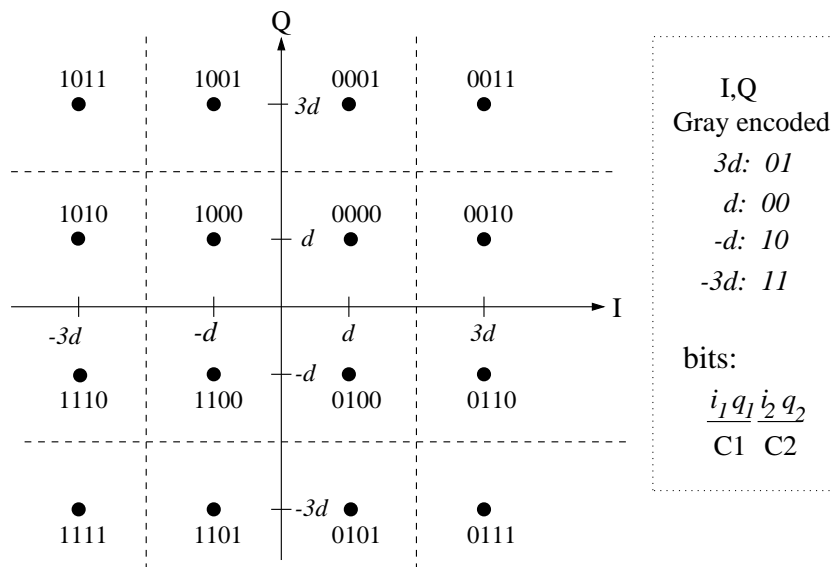 Q
1011 1001 0001 0011
3d
1010 1000 0000 0010
d
I
-3d -d d 3d
-d
1110 1100 0100 0110
-3d
1111 1101 0101 0111
I,Q
Gray encoded
3d: 01
d: 00
-d: 10
-3d: 11
bits:
i1 q1 i2 q2
C1 C2